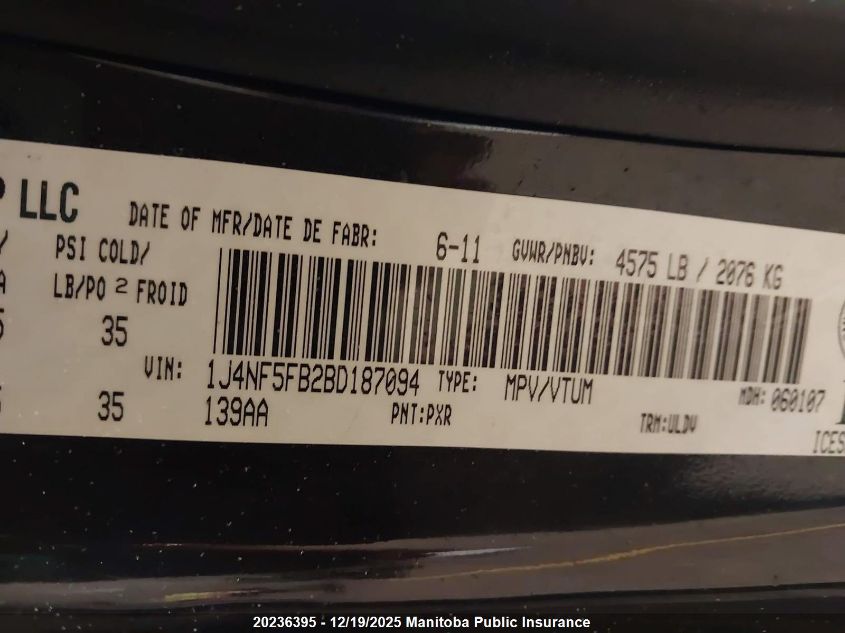 LLC
DATE OF MFR/DATE DE FABR: 6-11 GVWR/PNBV: 4575 LB / 2076 KG
PSI COLD/
LB/PO 2 FROID
35
VIN: 1J4NF5FB2BD187094 TYPE: MPV/VTUM MDH: 060107
35 139AA PNT:PXR TRM:ULDV
ICES
20236395 - 12/19/2025 Manitoba Public Insurance